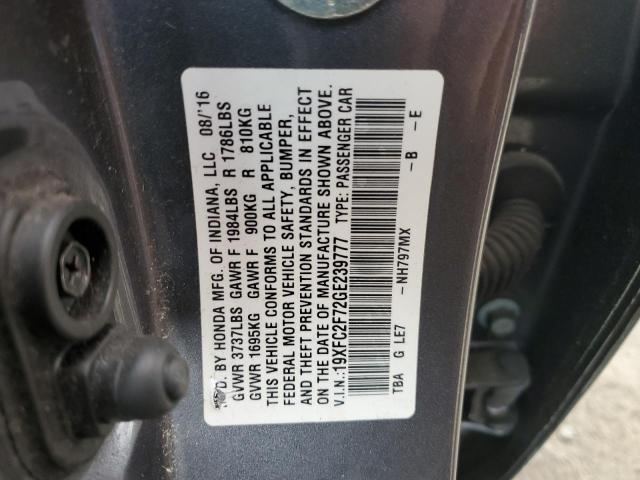 MFD. BY HONDA MFG. OF INDIANA, LLC 08/'16
GVWR 3737LBS GAWR F 1984LBS R 1786LBS
GVWR 1695KG GAWR F 900KG R 810KG
THIS VEHICLE CONFORMS TO ALL APPLICABLE
FEDERAL MOTOR VEHICLE SAFETY, BUMPER,
AND THEFT PREVENTION STANDARDS IN EFFECT
ON THE DATE OF MANUFACTURE SHOWN ABOVE.
V.I.N.:19XFC2F72GE239777 TYPE: PASSENGER CAR
TBA G LE7 -NH797MX -B -E